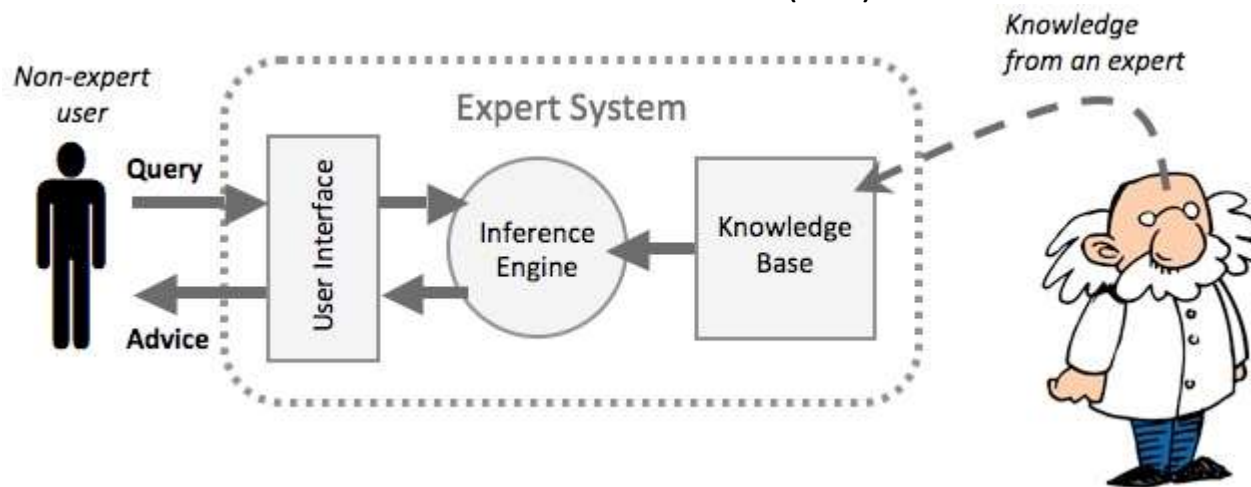 Knowledge
from an expert
Non-expert
user
Expert System
Query
User Interface
Inference
Engine
Knowledge
Base
Advice